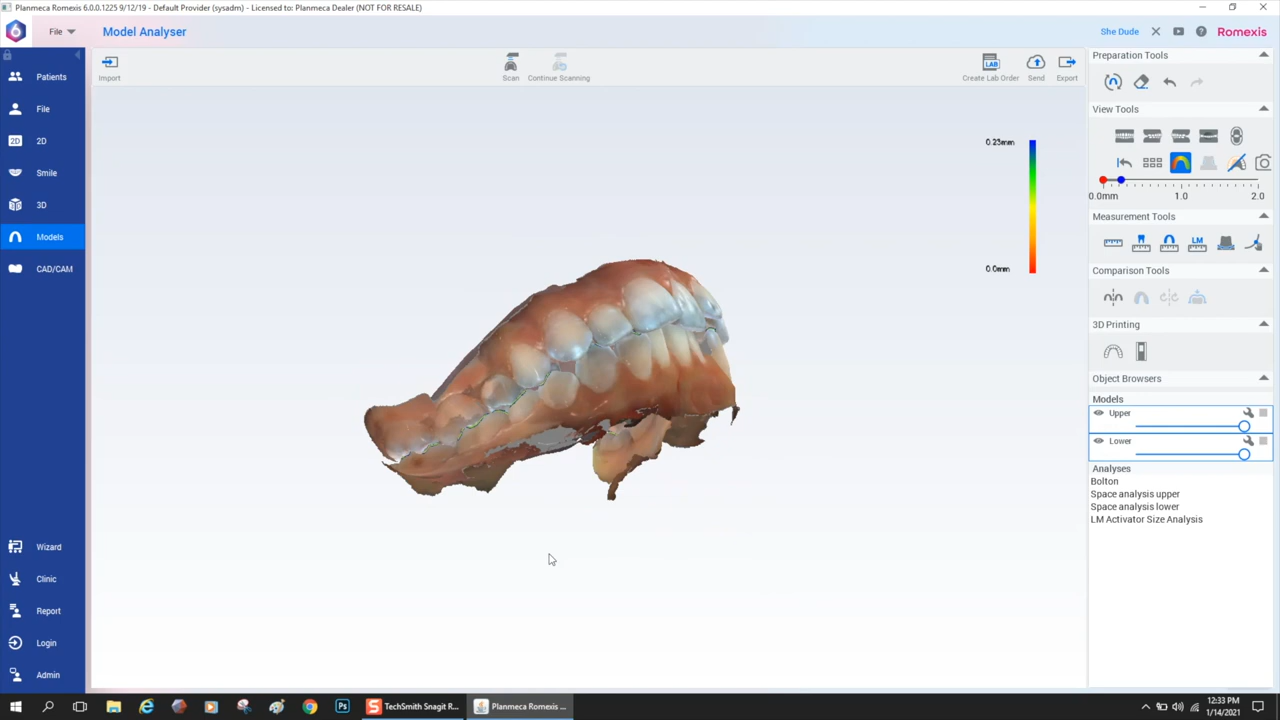 Planmeca Romexis 6.0.0.1225 9/12/19 - Default Provider (sysadm) - Licensed to: Planmeca Dealer (NOT FOR RESALE)
6
File
Model Analyser
She Dude
Romexis
Patients
File
2D
2D
Smile
3D
Models
CAD/CAM
Wizard
Clinic
Report
Login
Admin
Import
Scan
Continue Scanning
LAB
Create Lab Order
Send
Export
0.23mm
0.0mm
Preparation Tools
View Tools
0.0mm 1.0 2.0
Measurement Tools
LM
Comparison Tools
3D Printing
Object Browsers
Models
Upper
Lower
Analyses
Bolton
Space analysis upper
Space analysis lower
LM Activator Size Analysis
Ps
S
TechSmith Snagit R...
Planmeca Romexis ...
12:33 PM
1/14/2021